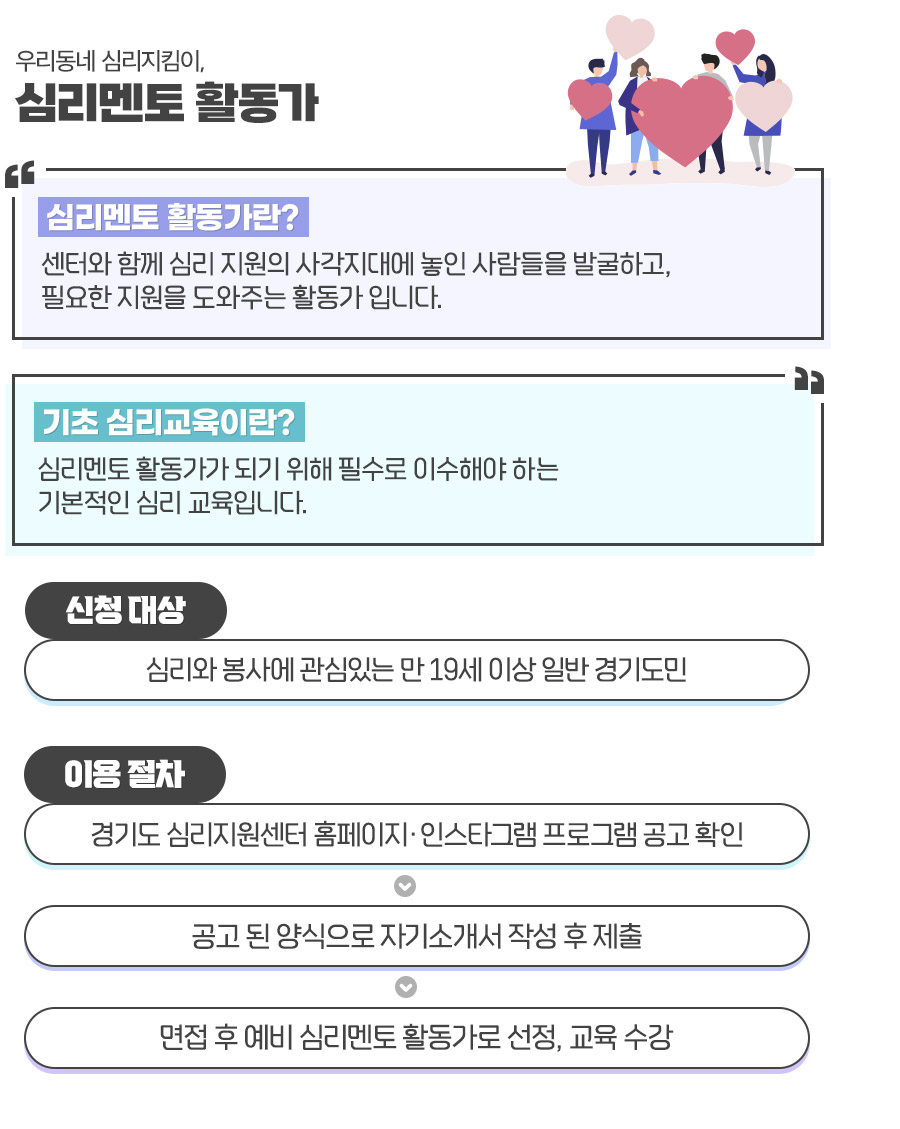 우리동네 심리지킴이,
심리멘토 활동가
심리멘토 활동가란?
센터와 함께 심리 지원의 사각지대에 놓인 사람들을 발굴하고,
필요한 지원을 도와주는 활동가 입니다.
기초 심리교육이란?
심리멘토 활동가가 되기 위해 필수로 이수해야 하는
기본적인 심리 교육입니다.
신청 대상
심리와 봉사에 관심있는 만 19세 이상 일반 경기도민
이용 절차
경기도 심리지원센터 홈페이지·인스타그램 프로그램 공고 확인
공고 된 양식으로 자기소개서 작성 후 제출
면접 후 예비 심리멘토 활동가로 선정, 교육 수강